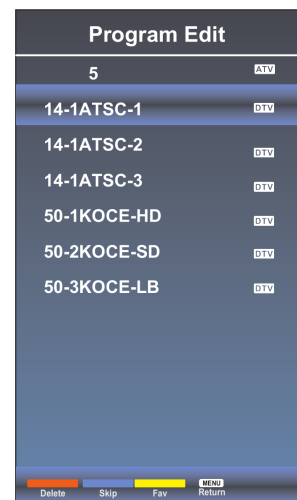 Program Edit
5 ATV
14-1ATSC-1 DTV
14-1ATSC-2 DTV
14-1ATSC-3 DTV
50-1KOCE-HD DTV
50-2KOCE-SD DTV
50-3KOCE-LB DTV
MENU
Delete Skip Fav Return